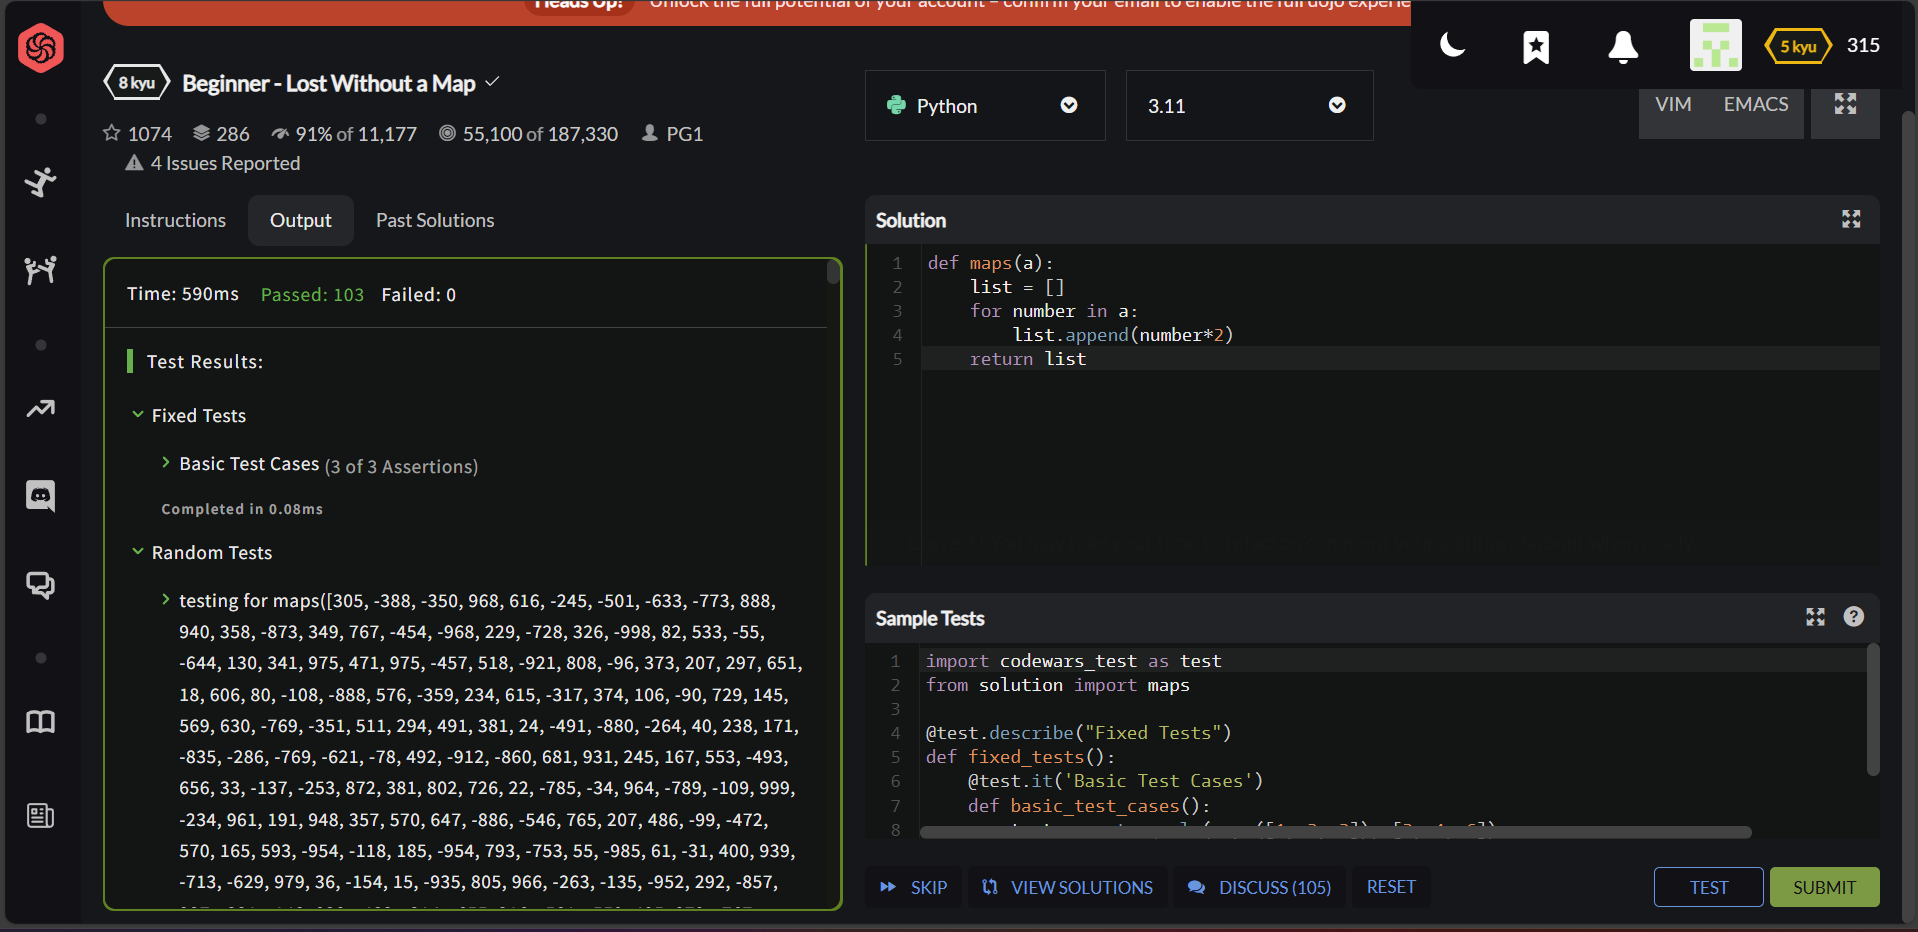 Heads Up! Unlock the full potential of your account – confirm your email to enable the full dojo experie
5 kyu 315
8 kyu Beginner - Lost Without a Map
1074 286 91% of 11,177 55,100 of 187,330 PG1
4 Issues Reported
Python 3.11 VIM EMACS
Instructions Output Past Solutions
Time: 590ms Passed: 103 Failed: 0
Test Results:
Fixed Tests
Basic Test Cases (3 of 3 Assertions)
Completed in 0.08ms
Random Tests
testing for maps([305, -388, -350, 968, 616, -245, -501, -633, -773, 888,
940, 358, -873, 349, 767, -454, -968, 229, -728, 326, -998, 82, 533, -55,
-644, 130, 341, 975, 471, 975, -457, 518, -921, 808, -96, 373, 207, 297, 651,
18, 606, 80, -108, -888, 576, -359, 234, 615, -317, 374, 106, -90, 729, 145,
569, 630, -769, -351, 511, 294, 491, 381, 24, -491, -880, -264, 40, 238, 171,
-835, -286, -769, -621, -78, 492, -912, -860, 681, 931, 245, 167, 553, -493,
656, 33, -137, -253, 872, 381, 802, 726, 22, -785, -34, 964, -789, -109, 999,
-234, 961, 191, 948, 357, 570, 647, -886, -546, 765, 207, 486, -99, -472,
570, 165, 593, -954, -118, 185, -954, 793, -753, 55, -985, 61, -31, 400, 939,
-713, -629, 979, 36, -154, 15, -935, 805, 966, -263, -135, -952, 292, -857,
Solution
1 def maps(a):
2 list = []
3 for number in a:
4 list.append(number*2)
5 return list
Sample Tests
1 import codewars_test as test
2 from solution import maps
3
4 @test.describe("Fixed Tests")
5 def fixed_tests():
6 @test.it('Basic Test Cases')
7 def basic_test_cases():
8
SKIP VIEW SOLUTIONS DISCUSS (105) RESET TEST SUBMIT